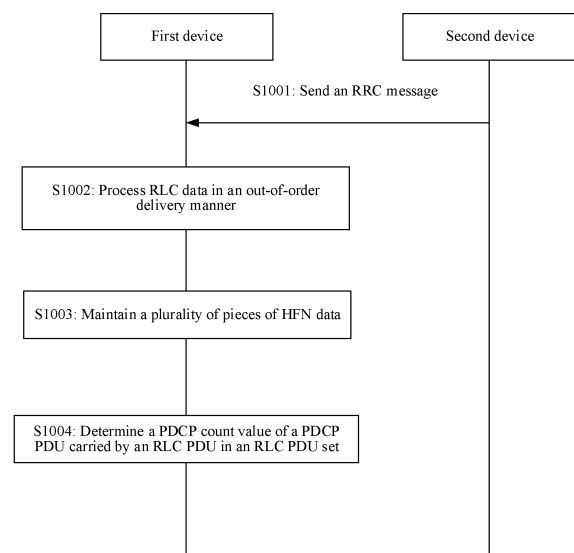 First device
Second device
S1001: Send an RRC message
S1002: Process RLC data in an out-of-order
delivery manner
S1003: Maintain a plurality of pieces of HFN data
S1004: Determine a PDCP count value of a PDCP
PDU carried by an RLC PDU in an RLC PDU set